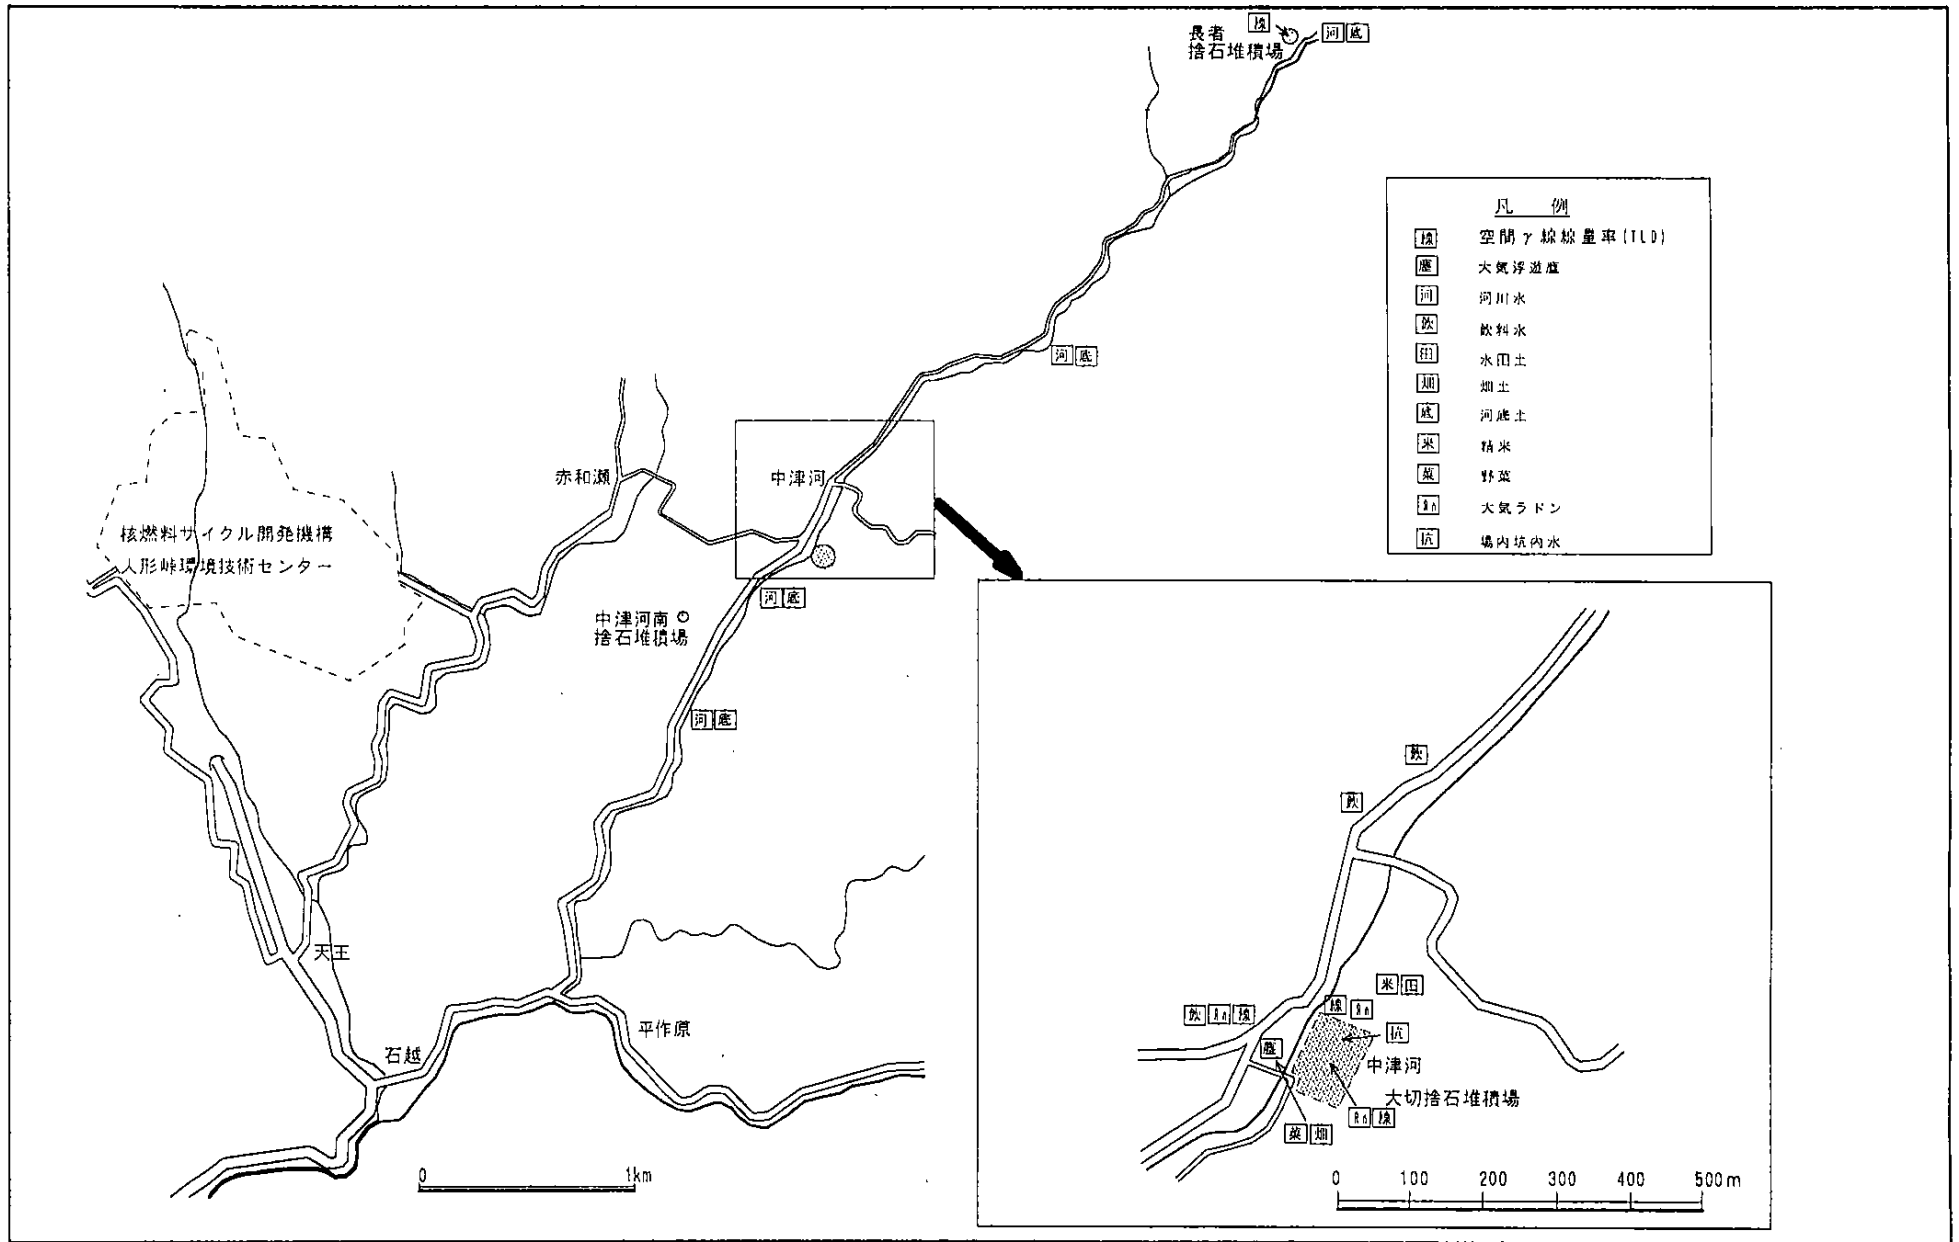 線
長者
捨石堆積場
河 底
凡 例
線 空間γ線線量率(TLD)
塵 大気浮遊塵
河 河川水
飲 飲料水
田 水田土
畑 畑土
底 河底土
米 精米
菜 野菜
Rn 大気ラドン
坑 場内坑内水
河 底
赤和瀬
中津河
核燃料サイクル開発機構
人形峠環境技術センター
河 底
中津河南
捨石堆積場
河 底
天王
平作原
石越
0 1km
飲
飲
米 田
飲 Rn 線
線 Rn
坑
塵
中津河
大切捨石堆積場
Rn 線
菜 畑
0 100 200 300 400 500m